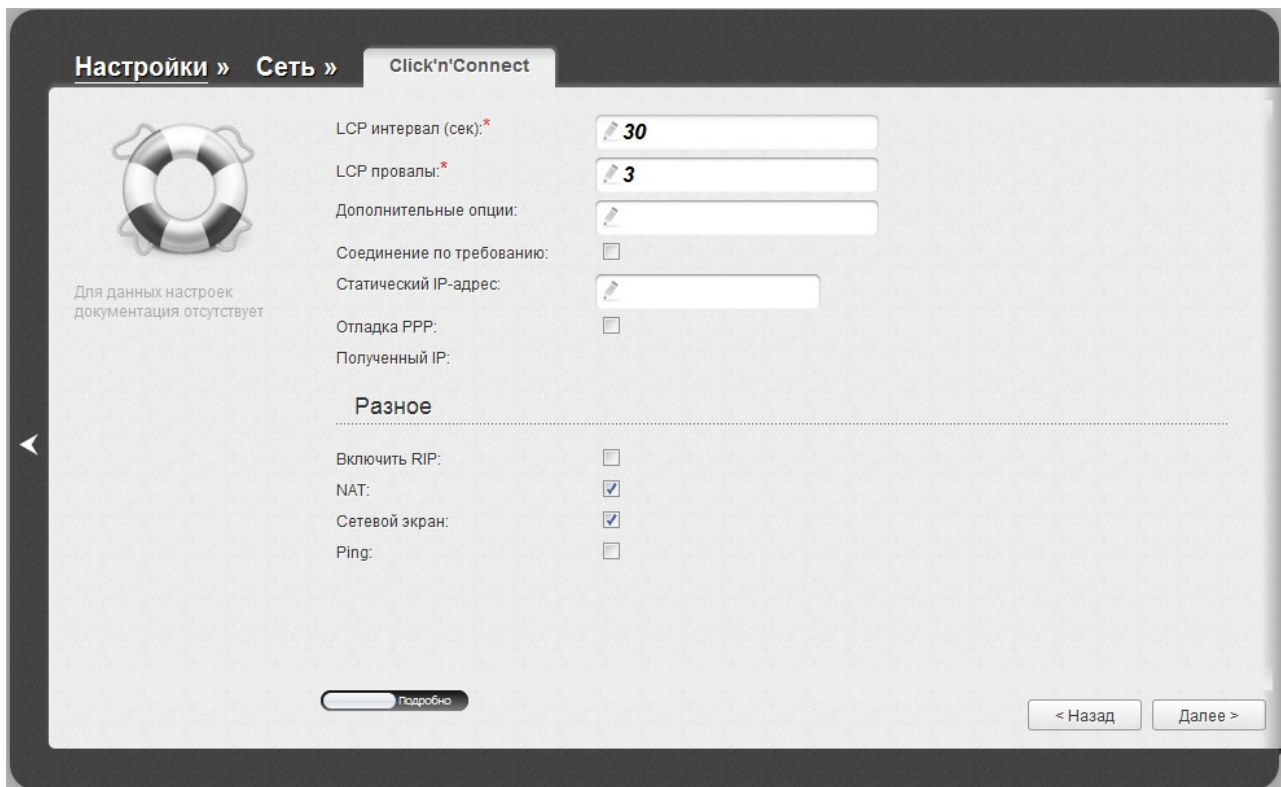 Настройки » Сеть » Click'n'Connect
LCP интервал (сек):* 30
LCP провалы:* 3
Дополнительные опции:
Соединение по требованию:
Статический IP-адрес:
Для данных настроек
документация отсутствует
Отладка PPP:
Полученный IP:
Разное
Включить RIP:
NAT:
Сетевой экран:
Ping:
Подробно
< Назад Далее >